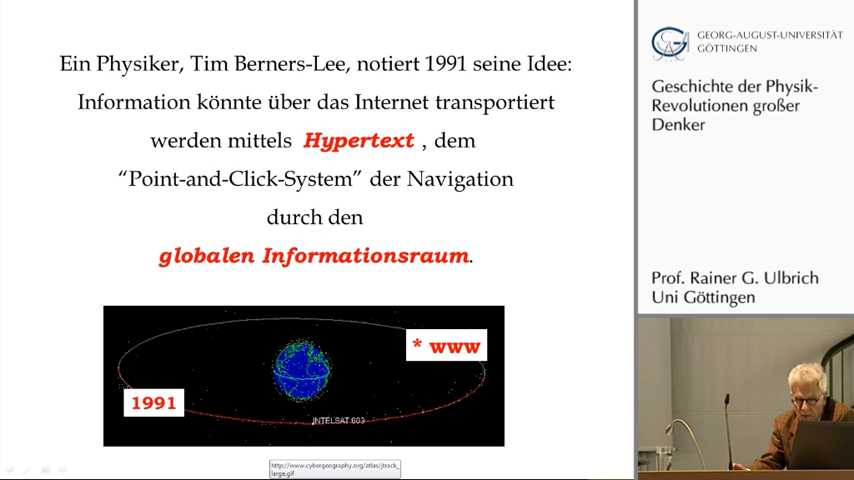 Ein Physiker, Tim Berners-Lee, notiert 1991 seine Idee:
Information könnte über das Internet transportiert
werden mittels Hypertext , dem
“Point-and-Click-System” der Navigation
durch den
globalen Informationsraum.
* www
1991
INTELSAT 603
http://www.cybergeography.org/atlas/jtrack_
large.gif
GEORG-AUGUST-UNIVERSITÄT
GÖTTINGEN
Geschichte der Physik-
Revolutionen großer
Denker
Prof. Rainer G. Ulbrich
Uni Göttingen